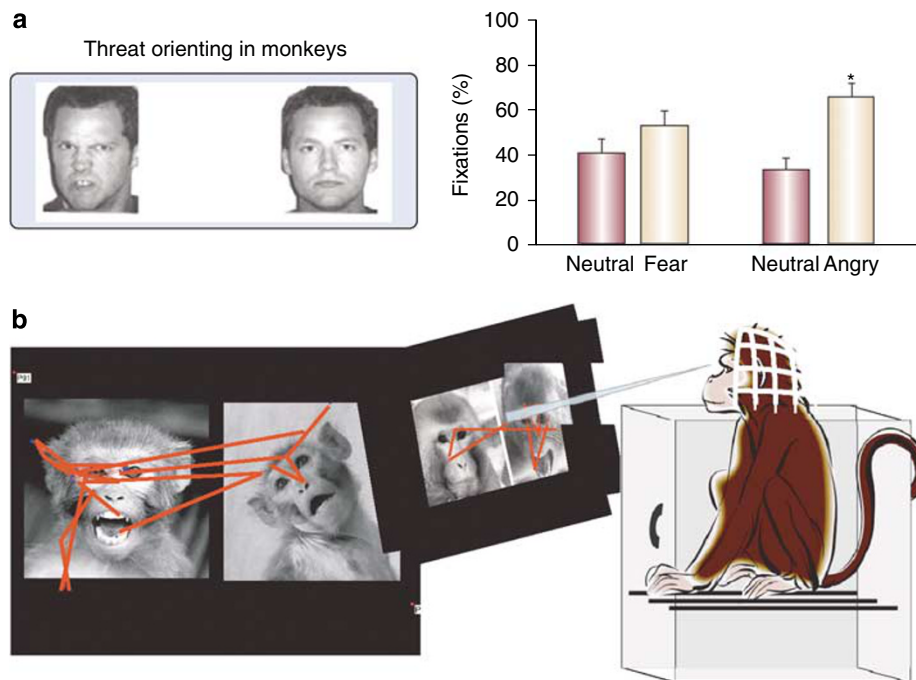 a
Threat orienting in monkeys
Fixations (%)
100
80
60
40
20
0
*
Neutral Fear
Neutral Angry
b